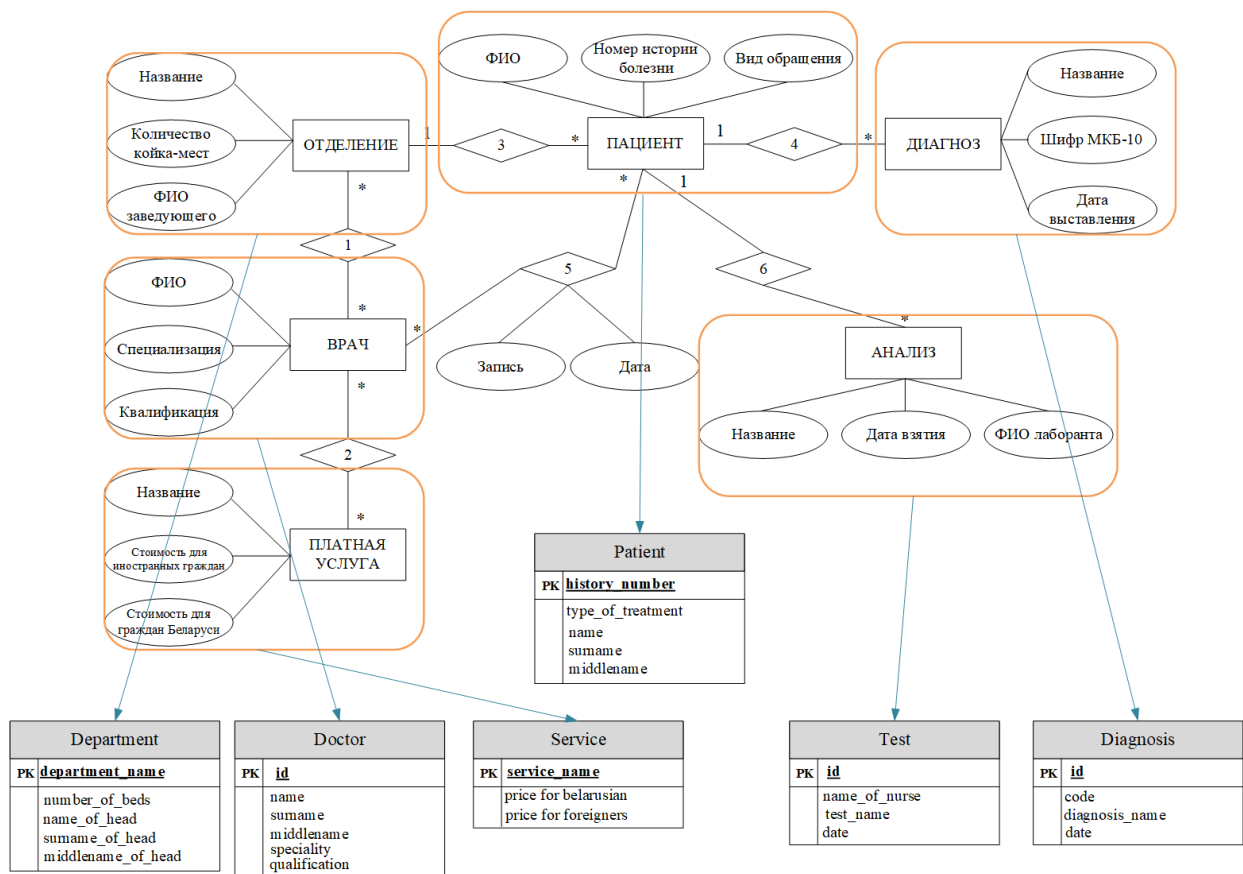 ФИО
Номер истории
болезни
Вид обращения
Название
Название
Количество
койка-мест
ОТДЕЛЕНИЕ
1
3
*
ПАЦИЕНТ
1
4
*
ДИАГНОЗ
Шифр МКБ-10
ФИО
заведующего
*
*
1
Дата
выставления
1
5
6
ФИО
*
*
*
Специализация
ВРАЧ
АНАЛИЗ
Запись
Дата
*
Квалификация
Название
Дата взятия
ФИО лаборанта
2
Название
*
Стоимость для
иностранных граждан
ПЛАТНАЯ
УСЛУГА
Стоимость для
граждан Беларуси
Patient
PK history_number
type_of_treatment
name
surname
middlename
Department
PK department_name
number_of_beds
name_of_head
surname_of_head
middlename_of_head
Doctor
PK id
name
surname
middlename
speciality
qualification
Service
PK service_name
price for belarusian
price for foreigners
Test
PK id
name_of_nurse
test_name
date
Diagnosis
PK id
code
diagnosis_name
date